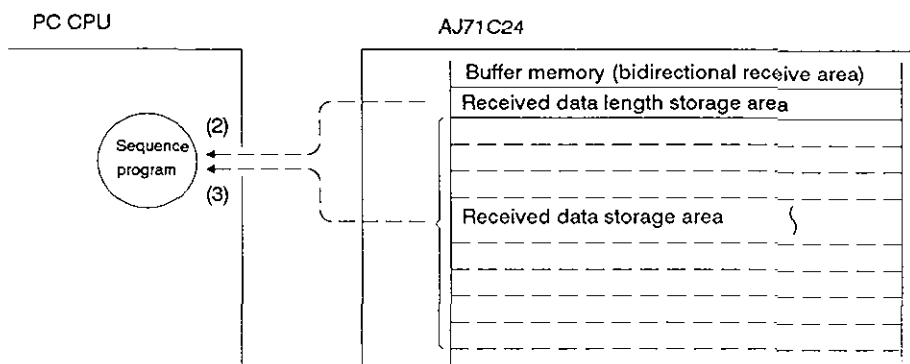 PC CPU
AJ71C24
Buffer memory (bidirectional receive area)
Received data length storage area
(2)
Sequence
program
(3)
Received data storage area